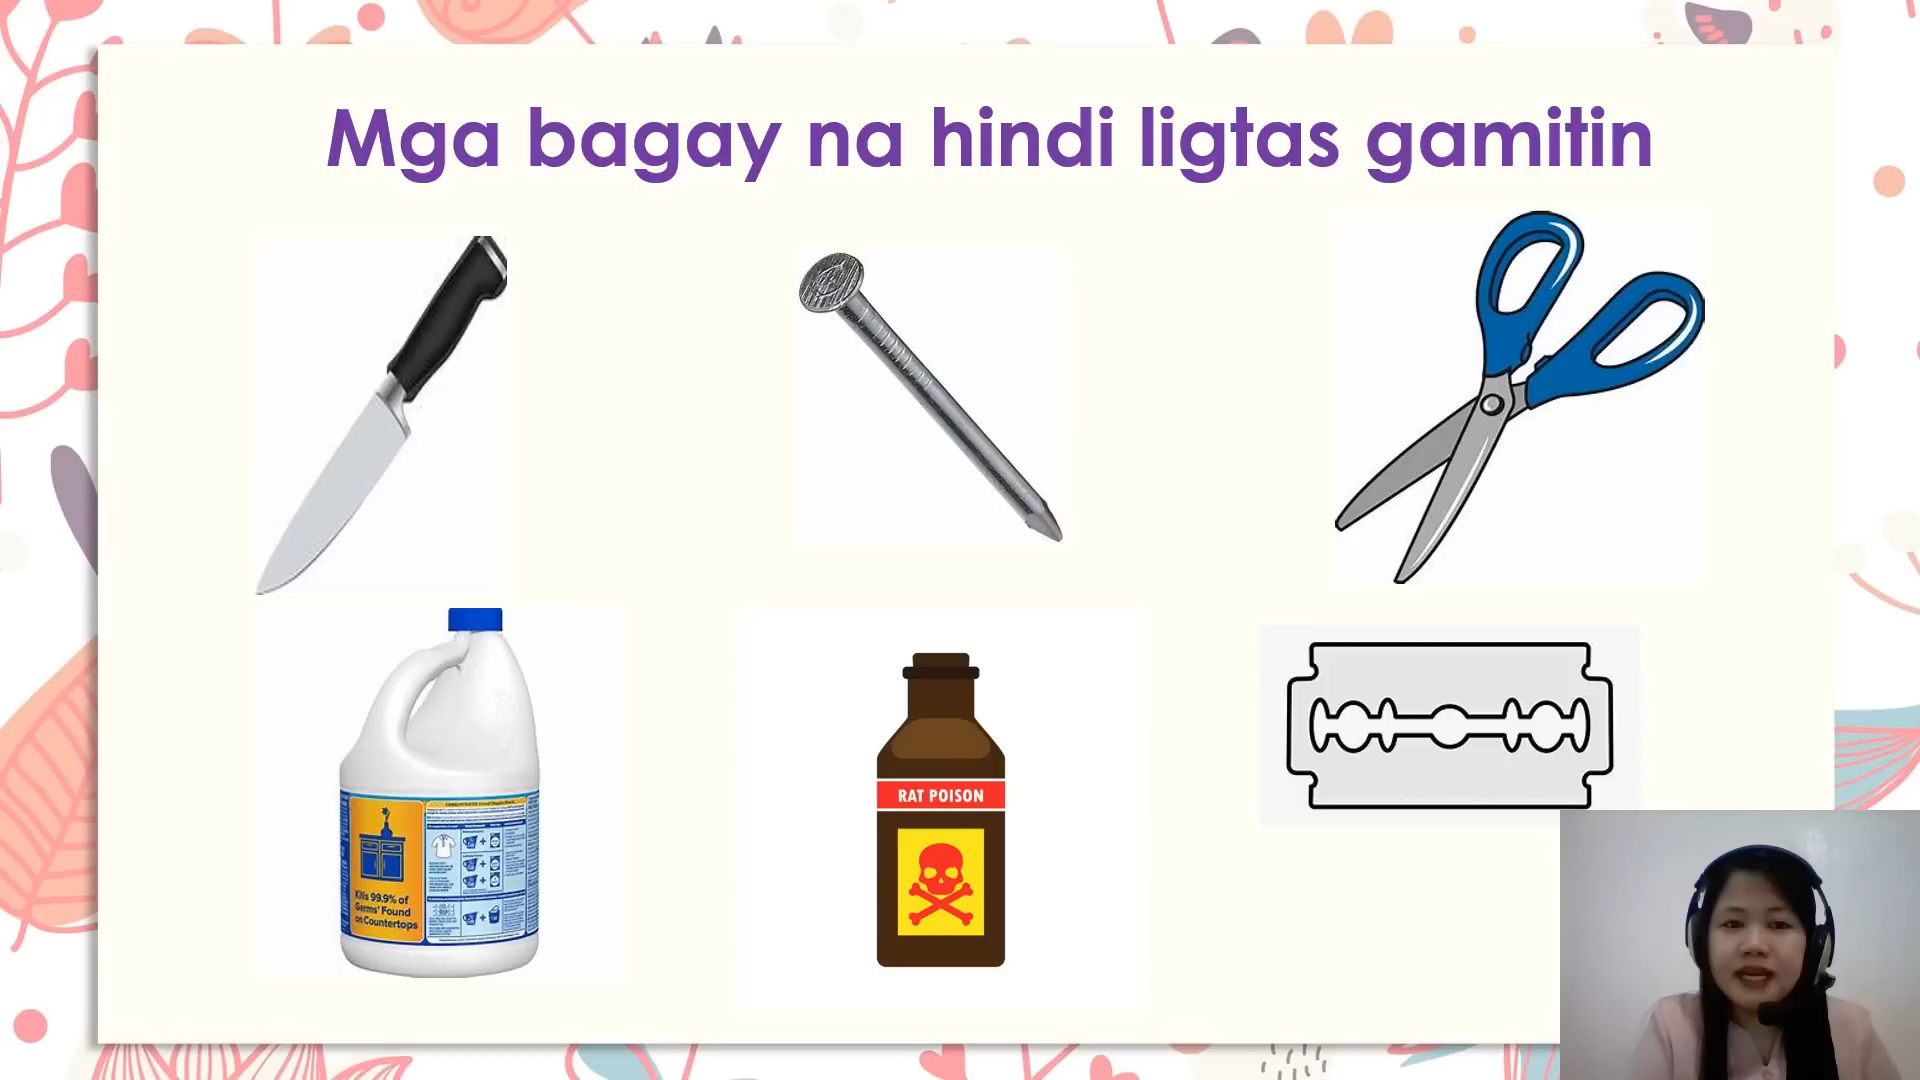 Mga bagay na hindi ligtas gamitin
RAT POISON
Kills 99.9% of
Germs† Found
on Countertops